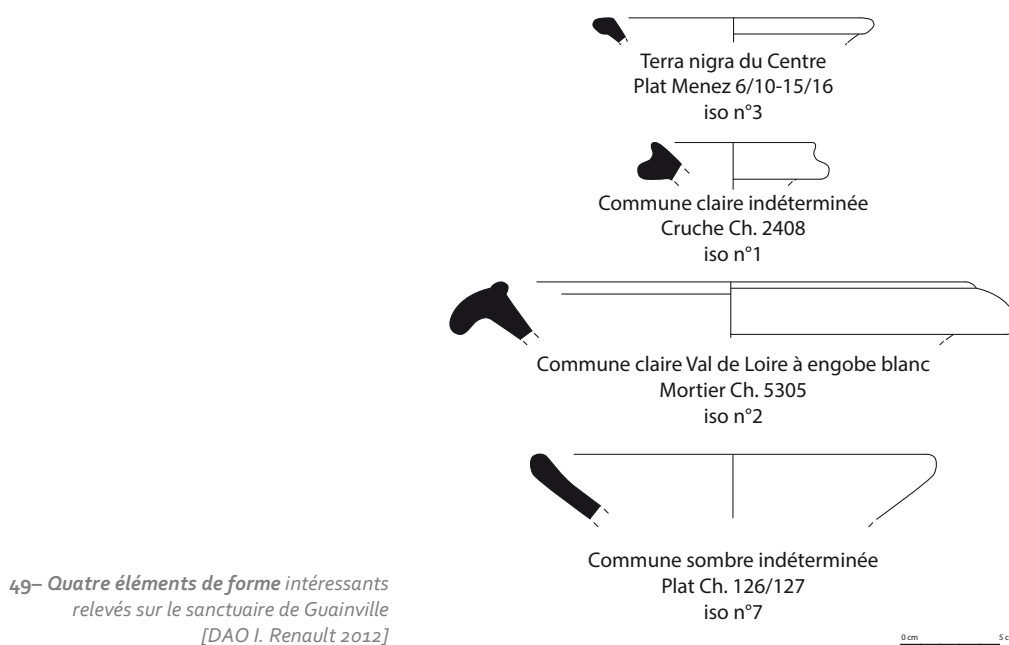 Terra nigra du Centre
Plat Menez 6/10-15/16
iso n°3
Commune claire indéterminée
Cruche Ch. 2408
iso n°1
Commune claire Val de Loire à engobe blanc
Mortier Ch. 5305
iso n°2
Commune sombre indéterminée
Plat Ch. 126/127
iso n°7
49– Quatre éléments de forme intéressants
relevés sur le sanctuaire de Guainville
[DAO I. Renault 2012]
0 cm 5 c